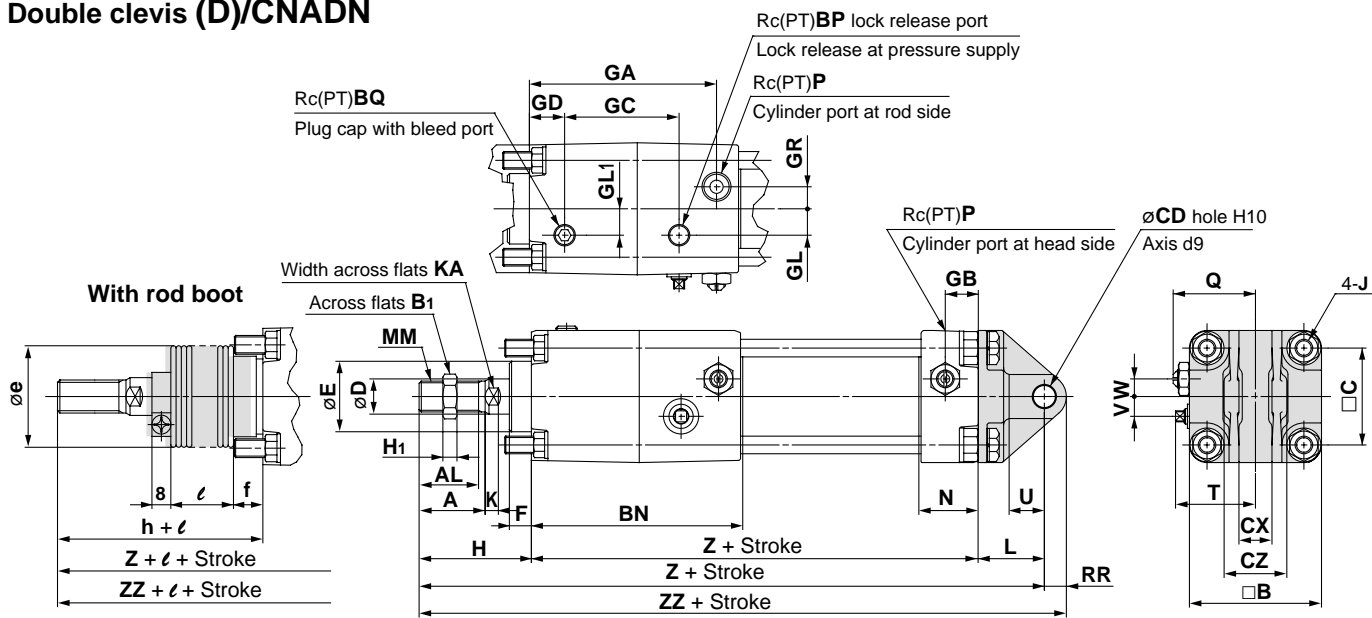 Double clevis (D)/CNADN
Rc(PT)BP lock release port
Lock release at pressure supply
GA
Rc(PT)P
Cylinder port at rod side
Rc(PT)BQ
Plug cap with bleed port
GD
GC
GR
GL1
GL
Rc(PT)P
Cylinder port at head side
øCD hole H10
Axis d9
Width across flats KA
With rod boot
Across flats B1
MM
GB
Q
4-J
øe
øE
øD
VW
□C
H1
AL
A
K
F
BN
N
U
T
CX
8
ℓ
f
h + ℓ
H
Z + Stroke
L
CZ
Z + ℓ + Stroke
Z + Stroke
RR
□B
ZZ + ℓ + Stroke
ZZ + Stroke